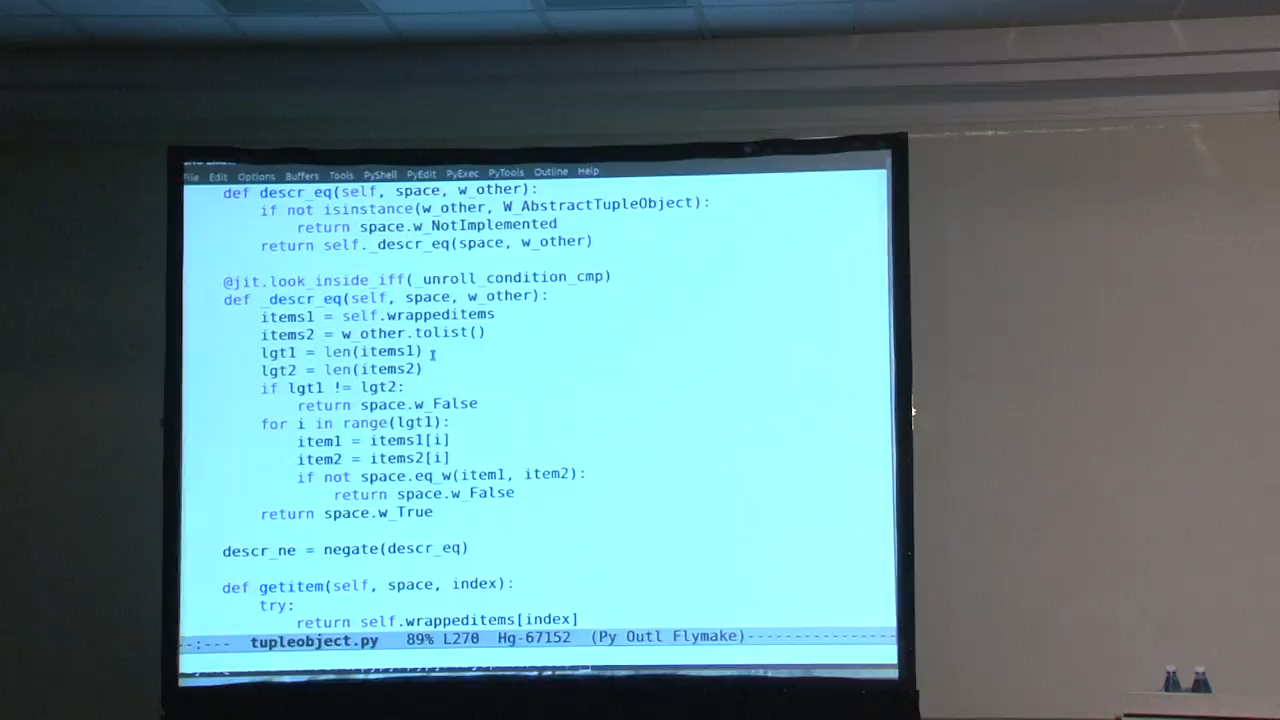 File Edit Options Buffers Tools PyShell PyEdit PyExec PyTools Outline Help
def descr_eq(self, space, w_other):
if not isinstance(w_other, W_AbstractTupleObject):
return space.w_NotImplemented
return self._descr_eq(space, w_other)
@jit.look_inside_iff(_unroll_condition_cmp)
def _descr_eq(self, space, w_other):
items1 = self.wrappeditems
items2 = w_other.tolist()
lgt1 = len(items1)
lgt2 = len(items2)
if lgt1 != lgt2:
return space.w_False
for i in range(lgt1):
item1 = items1[i]
item2 = items2[i]
if not space.eq_w(item1, item2):
return space.w_False
return space.w_True
descr_ne = negate(descr_eq)
def getitem(self, space, index):
try:
return self.wrappeditems[index]
--:--- tupleobject.py 89% L270 Hg-67152 (Py Outl Flymake)----------------